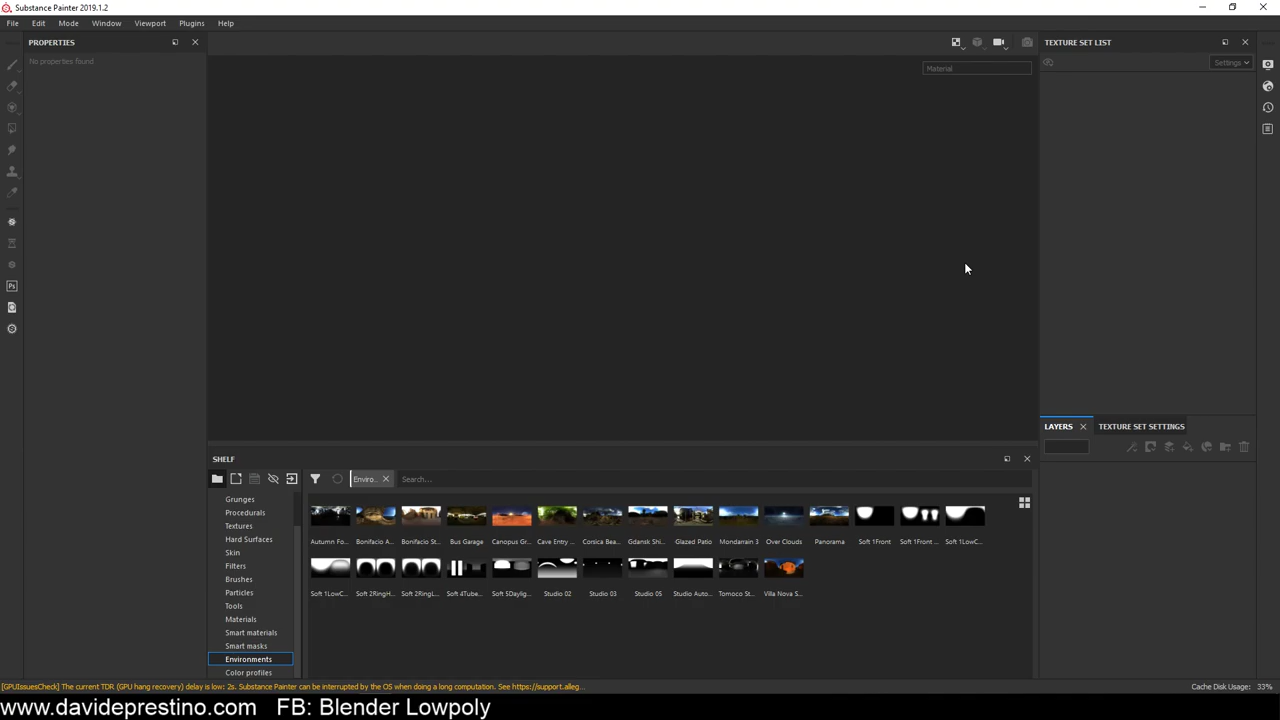 Substance Painter 2019.1.2
File Edit Mode Window Viewport Plugins Help
PROPERTIES
No properties found
Material
TEXTURE SET LIST
Settings
LAYERS
TEXTURE SET SETTINGS
SHELF
Enviro..
Search...
Grunges
Procedurals
Textures
Hard Surfaces
Skin
Filters
Brushes
Particles
Tools
Materials
Smart materials
Smart masks
Environments
Color profiles
Autumn Fo... Bonifacio A... Bonifacio St... Bus Garage Canopus Gr... Cave Entry ... Corsica Bea... Gdansk Shi... Glazed Patio Mondarrain 3 Over Clouds Panorama Soft 1Front Soft 1Front ... Soft 1LowC...
Soft 1LowC... Soft 2RingH... Soft 2RingL... Soft 4Tube... Soft 5Daylig... Studio 02 Studio 03 Studio 05 Studio Auto... Tomoco St... Villa Nova S...
Ps
[GPUIssuesCheck] The current TDR (GPU hang recovery) delay is low: 2s. Substance Painter can be interrupted by the OS when doing a long computation. See https://support.alleg...
Cache Disk Usage: 33%
www.davideprestino.com FB: Blender Lowpoly